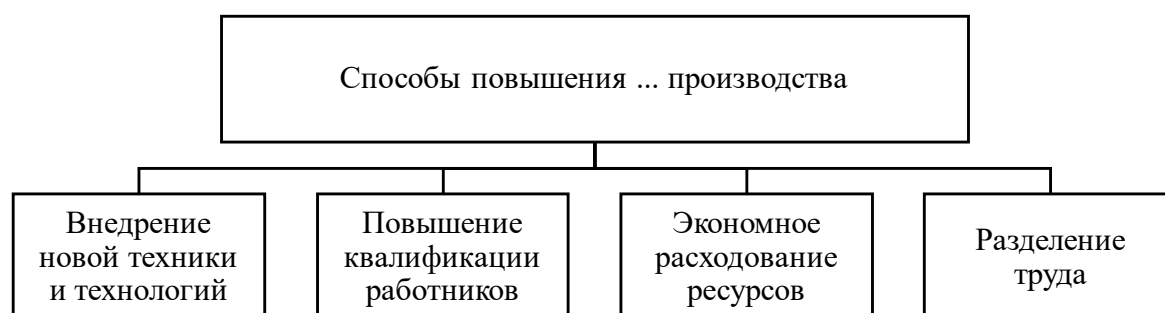 Способы повышения ... производства
Внедрение
новой техники
и технологий
Повышение
квалификации
работников
Экономное
расходование
ресурсов
Разделение
труда